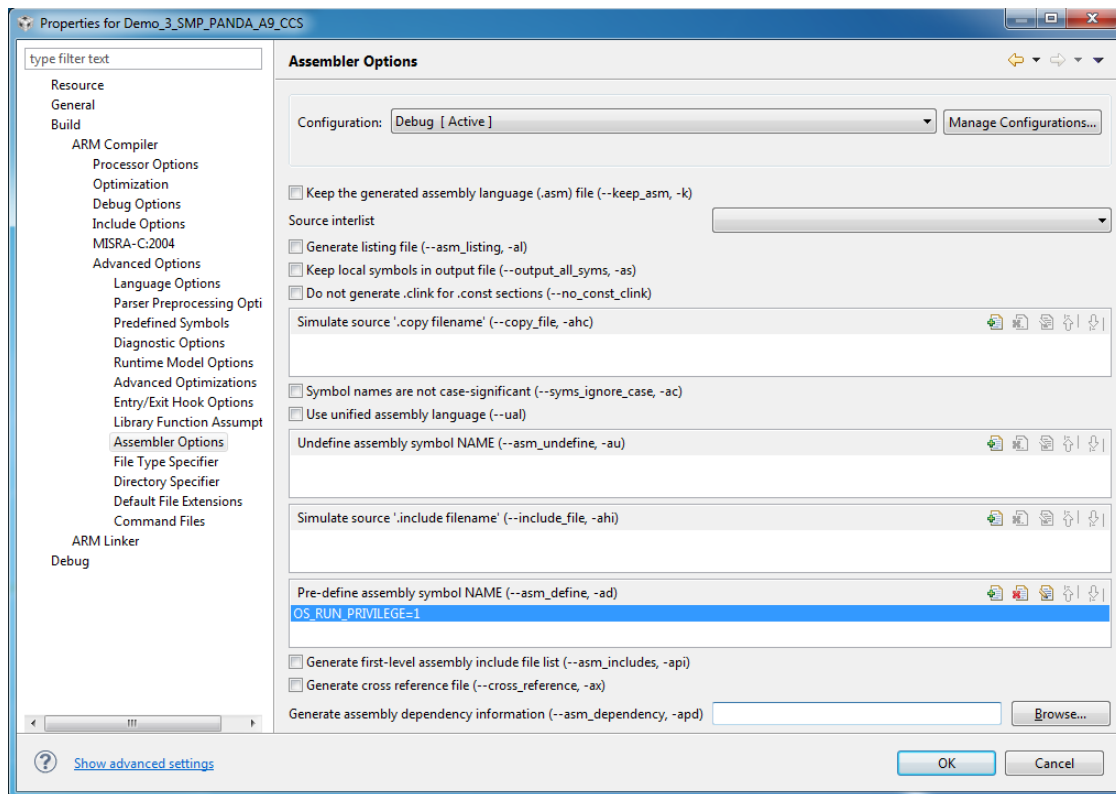 Properties for Demo_3_SMP_PANDA_A9_CCS
type filter text
Resource
General
Build
ARM Compiler
Processor Options
Optimization
Debug Options
Include Options
MISRA-C:2004
Advanced Options
Language Options
Parser Preprocessing Opti
Predefined Symbols
Diagnostic Options
Runtime Model Options
Advanced Optimizations
Entry/Exit Hook Options
Library Function Assumpt
Assembler Options
File Type Specifier
Directory Specifier
Default File Extensions
Command Files
ARM Linker
Debug
Assembler Options
Configuration: Debug [ Active ] Manage Configurations...
Keep the generated assembly language (.asm) file (--keep_asm, -k)
Source interlist
Generate listing file (--asm_listing, -al)
Keep local symbols in output file (--output_all_syms, -as)
Do not generate .clink for .const sections (--no_const_clink)
Simulate source '.copy filename' (--copy_file, -ahc)
Symbol names are not case-significant (--syms_ignore_case, -ac)
Use unified assembly language (--ual)
Undefine assembly symbol NAME (--asm_undefine, -au)
Simulate source '.include filename' (--include_file, -ahi)
Pre-define assembly symbol NAME (--asm_define, -ad)
OS_RUN_PRIVILEGE=1
Generate first-level assembly include file list (--asm_includes, -api)
Generate cross reference file (--cross_reference, -ax)
Generate assembly dependency information (--asm_dependency, -apd) Browse...
Show advanced settings
OK Cancel